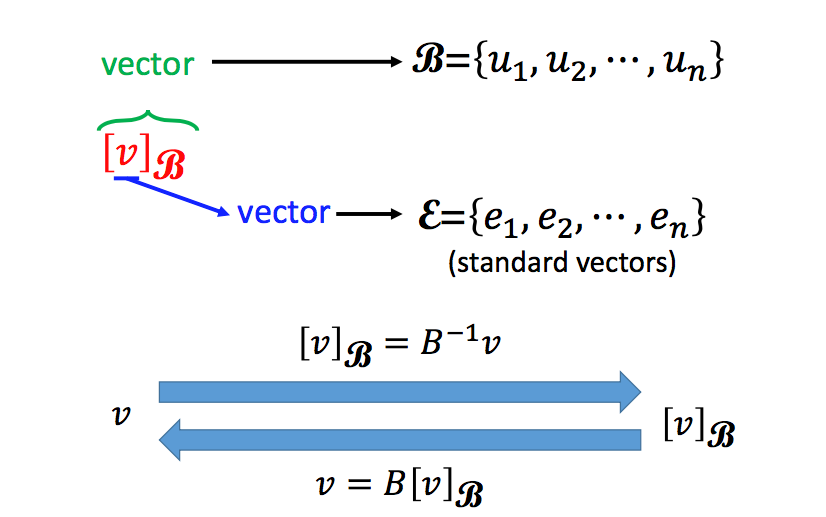 vector ℬ={u₁, u₂, ⋯, uₙ}
[v]ℬ
vector ℰ={e₁, e₂, ⋯, eₙ}
(standard vectors)
[v]ℬ = B⁻¹v
v [v]ℬ
v = B[v]ℬ